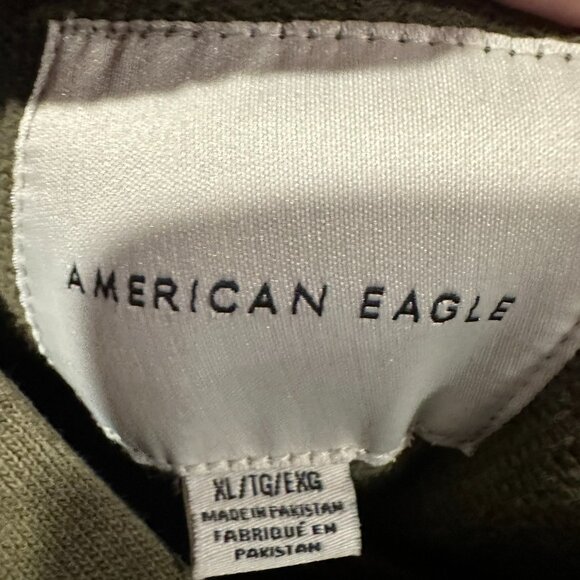 AMERICAN EAGLE
XL/TG/EXG
MADE IN PAKISTAN
FABRIQUÉ EN
PAKISTAN